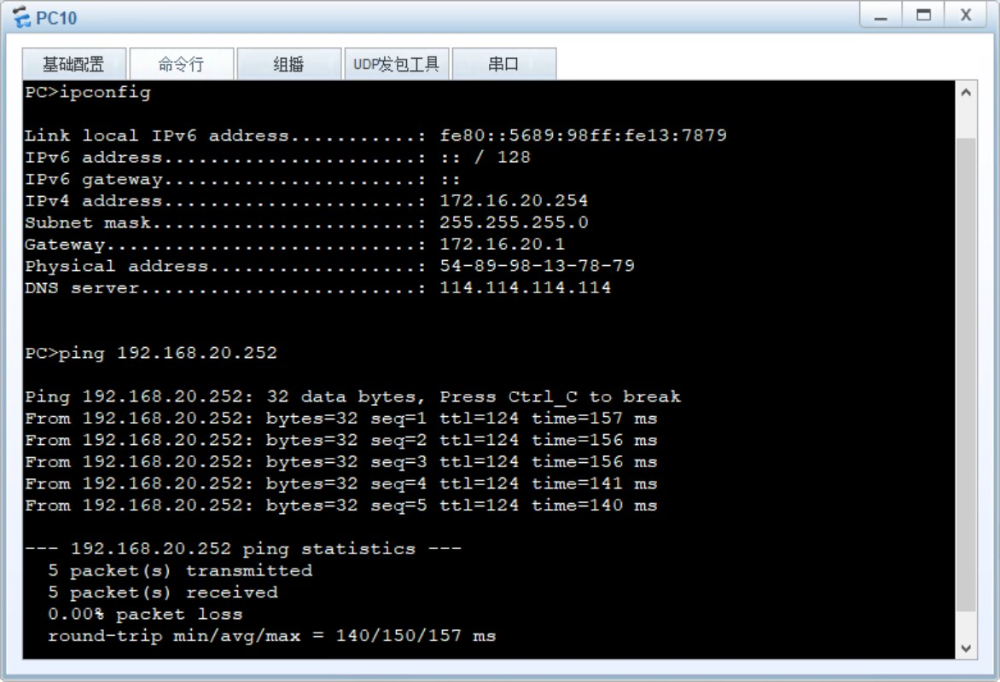 PC10
基础配置 命令行 组播 UDP发包工具 串口
PC>ipconfig
Link local IPv6 address...........: fe80::5689:98ff:fe13:7879
IPv6 address......................: :: / 128
IPv6 gateway......................: ::
IPv4 address......................: 172.16.20.254
Subnet mask.......................: 255.255.255.0
Gateway...........................: 172.16.20.1
Physical address..................: 54-89-98-13-78-79
DNS server........................: 114.114.114.114
PC>ping 192.168.20.252
Ping 192.168.20.252: 32 data bytes, Press Ctrl_C to break
From 192.168.20.252: bytes=32 seq=1 ttl=124 time=157 ms
From 192.168.20.252: bytes=32 seq=2 ttl=124 time=156 ms
From 192.168.20.252: bytes=32 seq=3 ttl=124 time=156 ms
From 192.168.20.252: bytes=32 seq=4 ttl=124 time=141 ms
From 192.168.20.252: bytes=32 seq=5 ttl=124 time=140 ms
--- 192.168.20.252 ping statistics ---
5 packet(s) transmitted
5 packet(s) received
0.00% packet loss
round-trip min/avg/max = 140/150/157 ms